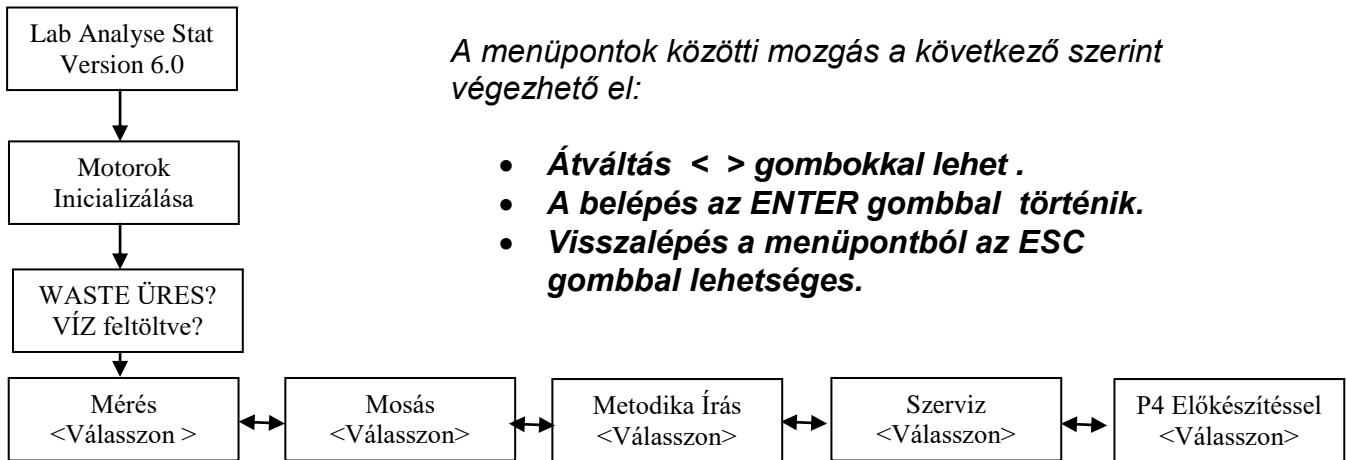 Lab Analyse Stat
Version 6.0
A menüpontok közötti mozgás a következő szerint
végezhető el:
Motorok
Inicializálása
• Átváltás < > gombokkal lehet .
• A belépés az ENTER gombbal történik.
• Visszalépés a menüpontból az ESC
gombbal lehetséges.
WASTE ÜRES?
VÍZ feltöltve?
Mérés
<Válasszon >
Mosás
<Válasszon>
Metodika Írás
<Válasszon>
Szerviz
<Válasszon>
P4 Előkészítéssel
<Válasszon>